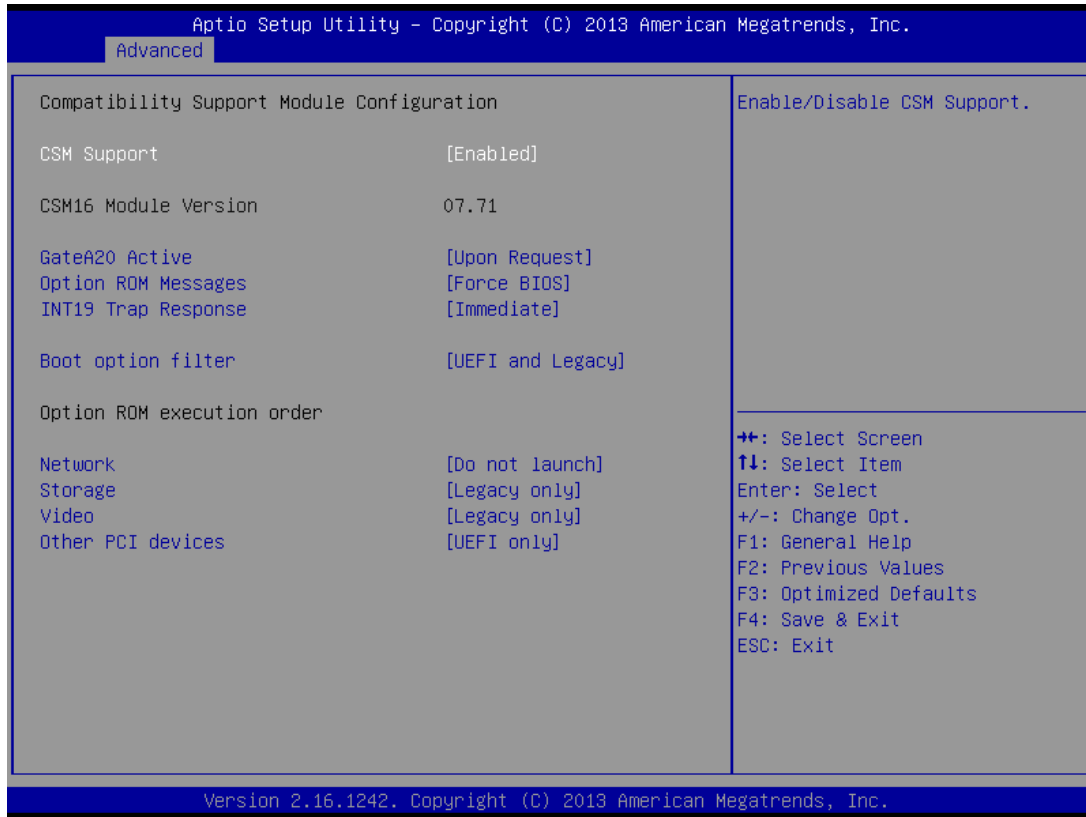 Aptio Setup Utility – Copyright (C) 2013 American Megatrends, Inc.
Advanced
Compatibility Support Module Configuration
CSM Support [Enabled]
CSM16 Module Version 07.71
GateA20 Active [Upon Request]
Option ROM Messages [Force BIOS]
INT19 Trap Response [Immediate]
Boot option filter [UEFI and Legacy]
Option ROM execution order
Network [Do not launch]
Storage [Legacy only]
Video [Legacy only]
Other PCI devices [UEFI only]
Enable/Disable CSM Support.
→←: Select Screen
↑↓: Select Item
Enter: Select
+/-: Change Opt.
F1: General Help
F2: Previous Values
F3: Optimized Defaults
F4: Save & Exit
ESC: Exit
Version 2.16.1242. Copyright (C) 2013 American Megatrends, Inc.